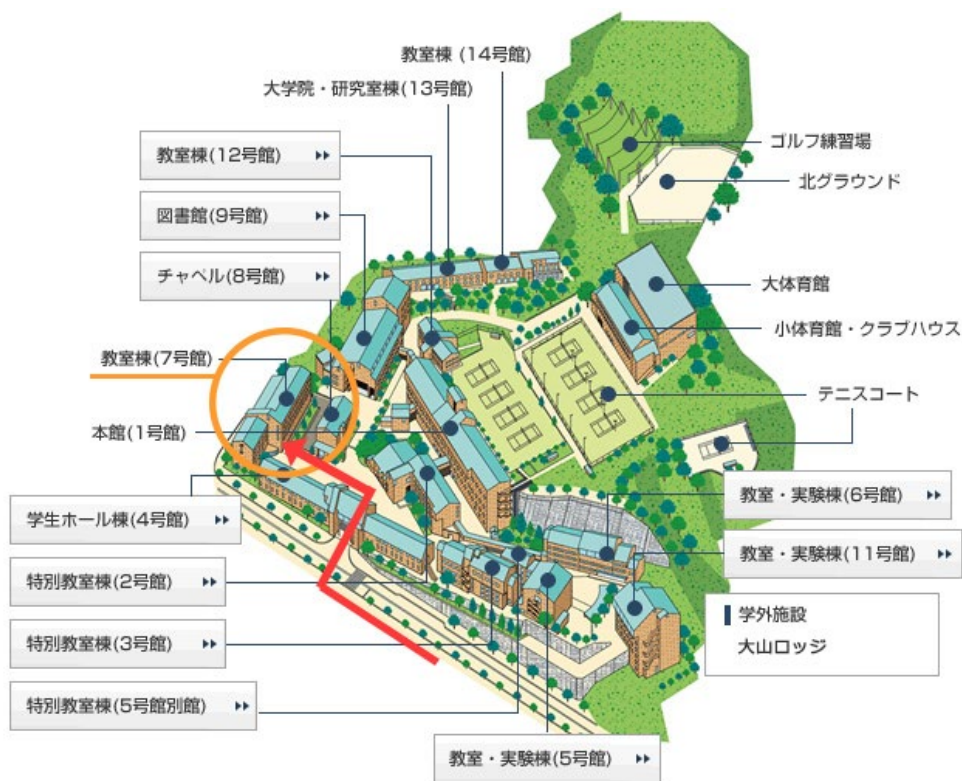 教室棟 (14号館)
大学院・研究室棟(13号館)
教室棟(12号館)
図書館(9号館)
チャペル(8号館)
教室棟(7号館)
本館(1号館)
学生ホール棟(4号館)
特別教室棟(2号館)
特別教室棟(3号館)
特別教室棟(5号館別館)
教室・実験棟(5号館)
ゴルフ練習場
北グラウンド
大体育館
小体育館・クラブハウス
テニスコート
教室・実験棟(6号館)
教室・実験棟(11号館)
学外施設
大山ロッジ